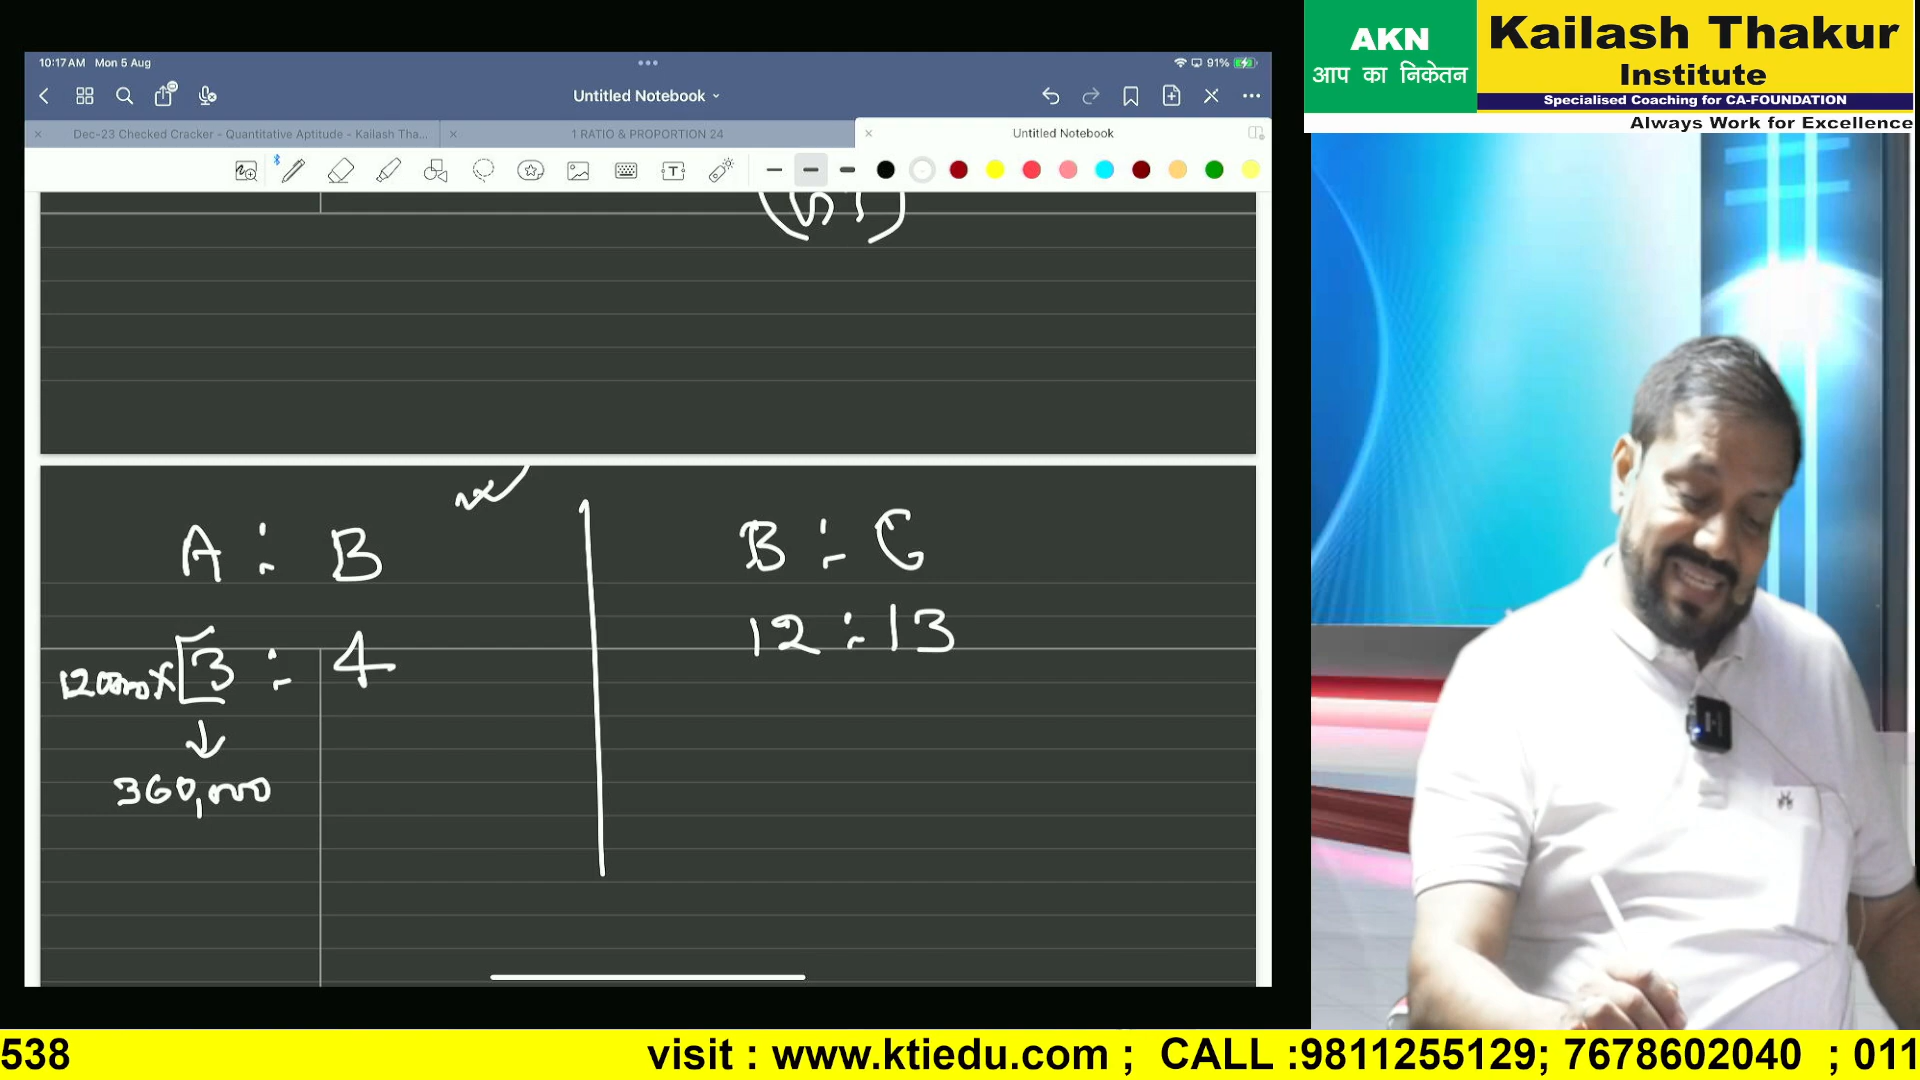 AKN
आप का निकेतन
Kailash Thakur
Institute
Specialised Coaching for CA-FOUNDATION
Always Work for Excellence
10:17 AM Mon 5 Aug
91%
Untitled Notebook
Dec-23 Checked Cracker - Quantitative Aptitude - Kailash Tha...
1 RATIO & PROPORTION 24
Untitled Notebook
A : B
3 : 4
360,000
B : C
12 : 13
538
visit : www.ktiedu.com ; CALL :9811255129; 7678602040 ; 011